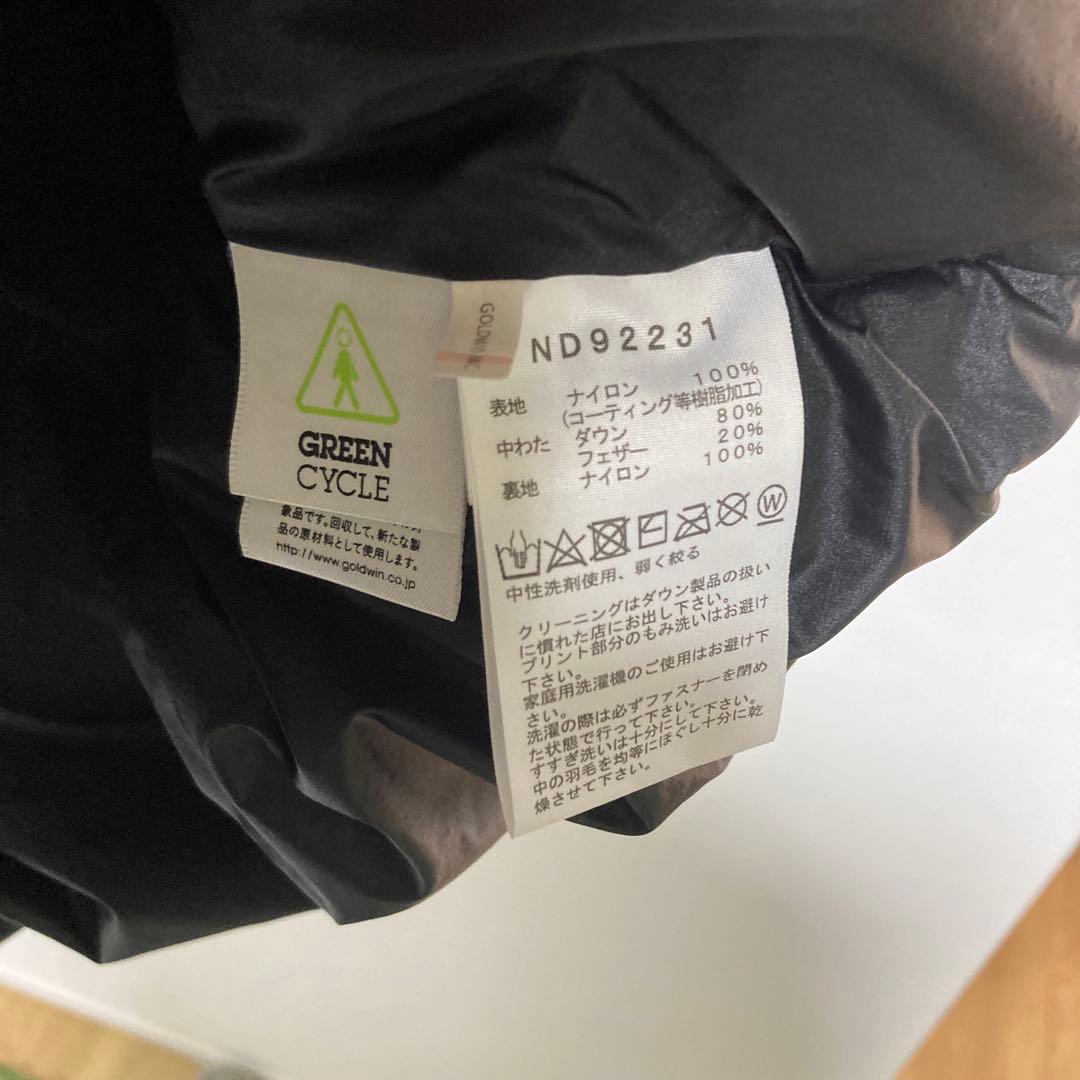 GREEN
CYCLE
品の原材料として使用します。
http://www.goldwin.co.jp
GOLDWIN
ND92231
表地 ナイロン 100%
(コーティング等樹脂加工)
中わた ダウン 80%
フェザー 20%
裏地 ナイロン 100%
W
中性洗剤使用、弱く絞る
クリーニングはダウン製品の扱い
に慣れた店にお出し下さい。
プリント部分のもみ洗いはお避け
下さい。
家庭用洗濯機のご使用はお避け下
さい。
洗濯の際は必ずファスナーを閉め
た状態で行って下さい。
すすぎ洗いは十分にして下さい。
中の羽毛を均等にほぐし十分に乾
燥させて下さい。